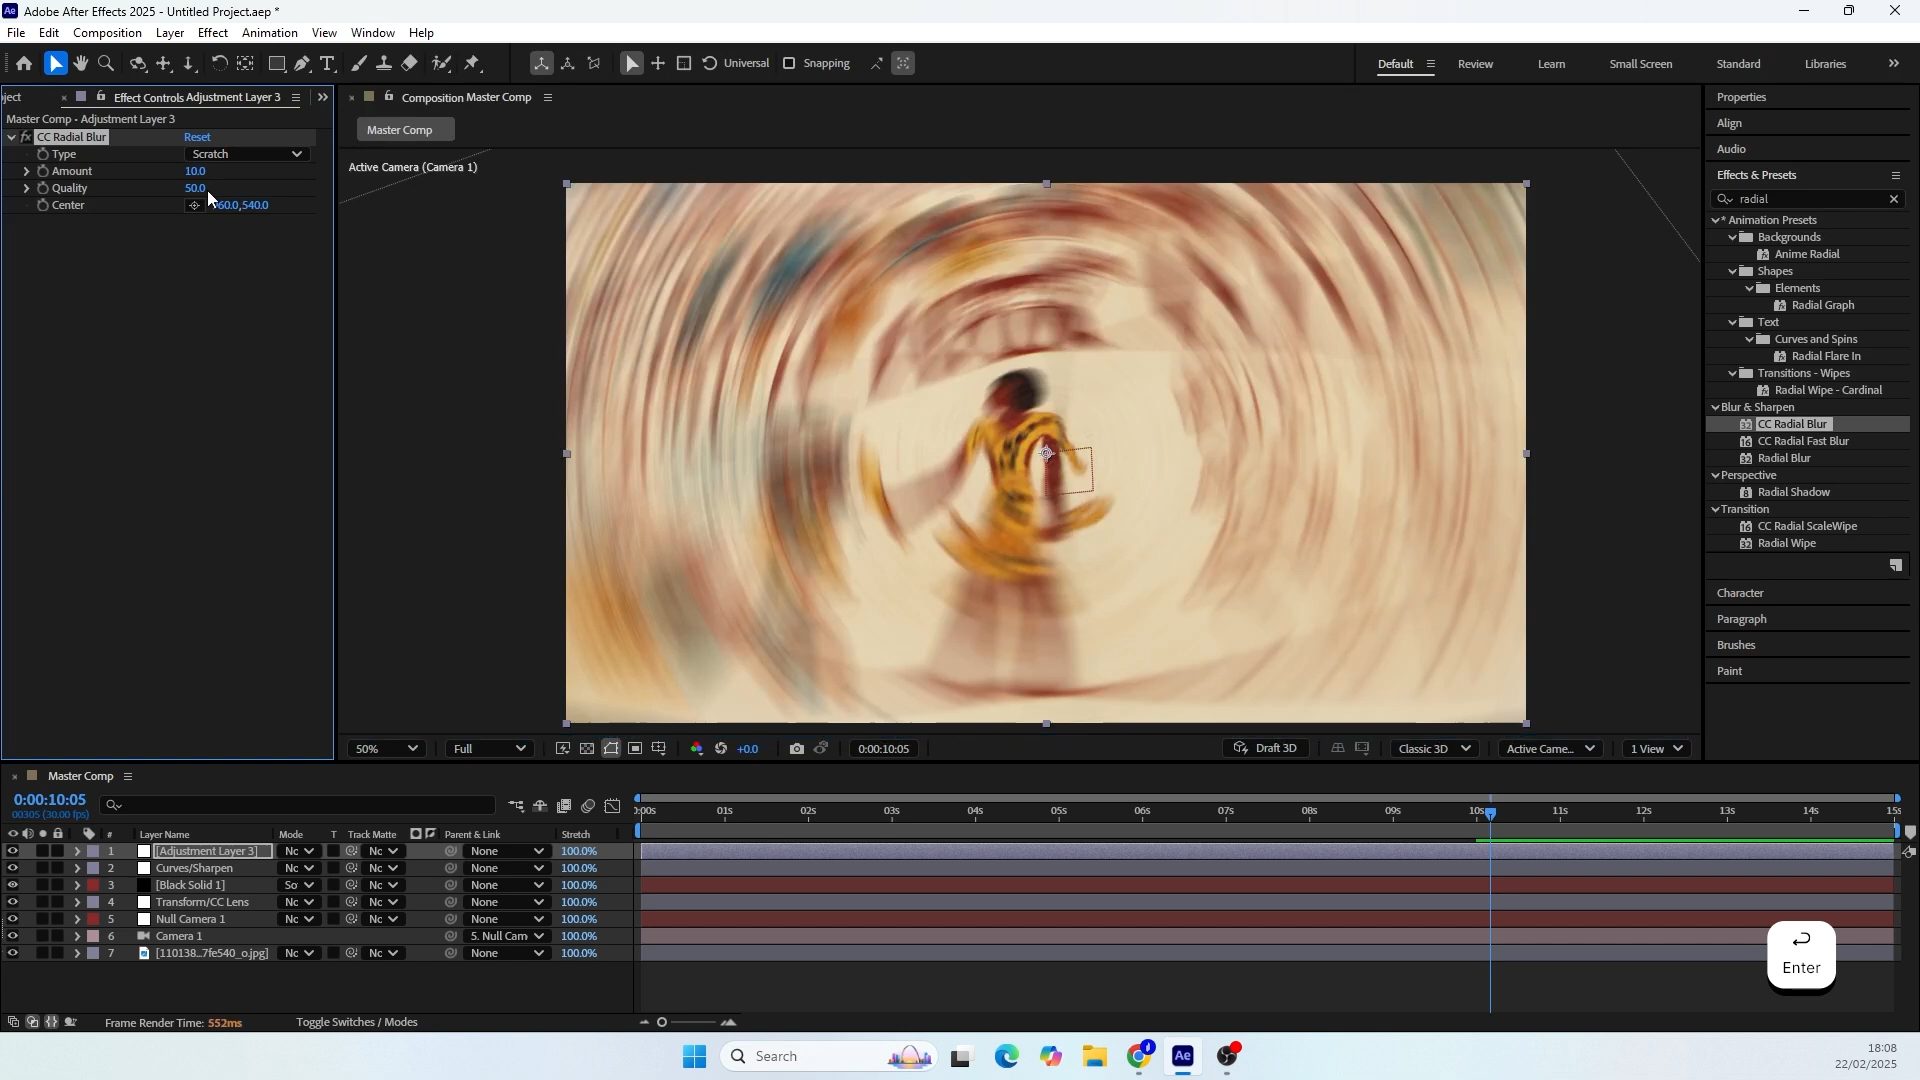 Adobe After Effects 2025 - Untitled Project.aep *
File Edit Composition Layer Effect Animation View Window Help
Universal Snapping Default Review Learn Small Screen Standard Libraries
ject Effect Controls Adjustment Layer 3
Master Comp • Adjustment Layer 3
fx CC Radial Blur Reset
Type Scratch
Amount 10.0
Quality 50.0
Center 60.0,540.0
Composition Master Comp
Master Comp
Active Camera (Camera 1)
50% Full +0.0 0:00:10:05 Draft 3D Classic 3D Active Came... 1 View
Properties
Align
Audio
Effects & Presets
radial
* Animation Presets
Backgrounds
Anime Radial
Shapes
Elements
Radial Graph
Text
Curves and Spins
Radial Flare In
Transitions - Wipes
Radial Wipe - Cardinal
Blur & Sharpen
CC Radial Blur
CC Radial Fast Blur
Radial Blur
Perspective
Radial Shadow
Transition
CC Radial ScaleWipe
Radial Wipe
Character
Paragraph
Brushes
Paint
Master Comp
0:00:10:05
00305 (30.00 fps)
:00s 01s 02s 03s 04s 05s 06s 07s 08s 09s 10s 11s 12s 13s 14s 15s
# Layer Name Mode T Track Matte Parent & Link Stretch
1 [Adjustment Layer 3] Nc Nc None 100.0%
2 Curves/Sharpen Nc Nc None 100.0%
3 [Black Solid 1] So Nc None 100.0%
4 Transform/CC Lens Nc Nc None 100.0%
5 Null Camera 1 Nc Nc None 100.0%
6 Camera 1 5. Null Cam 100.0%
7 [110138...7fe540_o.jpg] Nc Nc None 100.0%
Enter
Frame Render Time: 552ms Toggle Switches / Modes
Search
18:08
22/02/2025